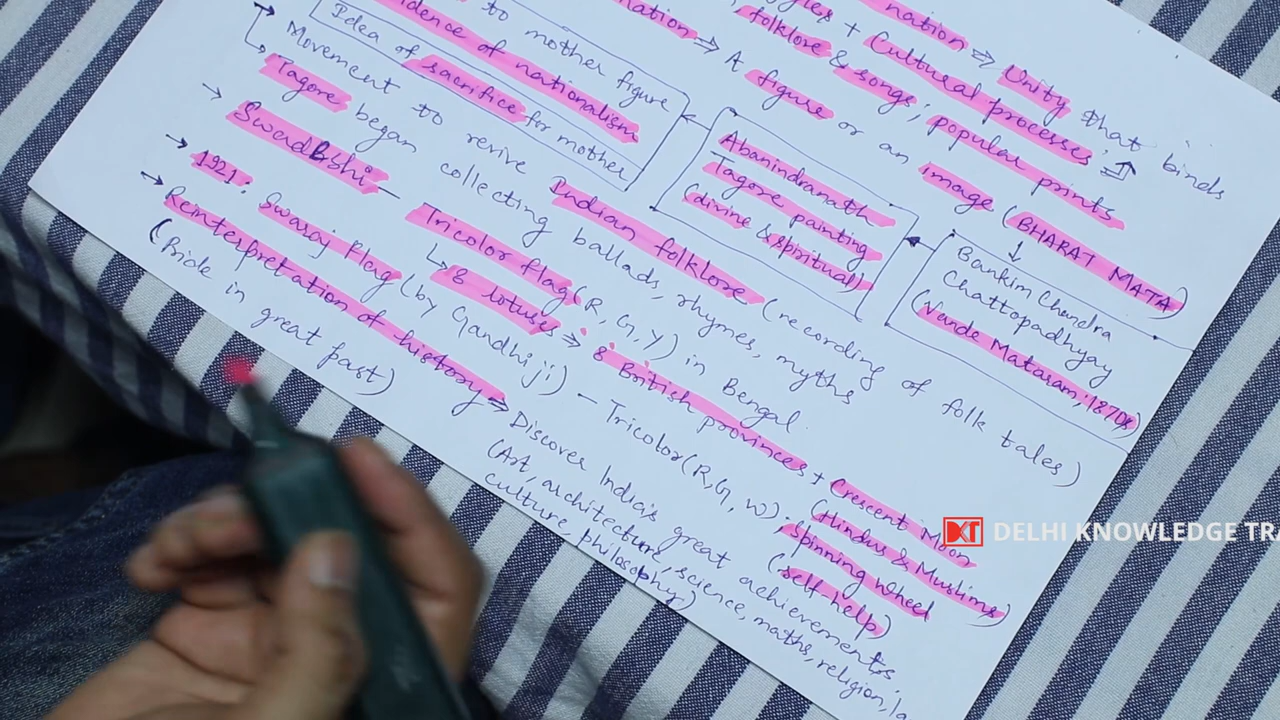 nation ⇒ Unity that binds
+ Cultural processes:
folklore & songs, popular prints
nation ⇒ A figure or an image (BHARAT MATA)
Bankim Chandra
Chattopadhyay
(Vande Mataram, 1870s)
Abanindranath
Tagore painting
(divine & spiritual)
to mother figure
idence of nationalism
Idea of sacrifice for mother
→ Movement to revive Indian folklore (recording of folk tales)
Tagore began collecting ballads, rhymes, myths
→ Swadeshi - Tricolor flag (R, G, Y) in Bengal
8 lotuse ⇒ 8 British provinces + Crescent Moon
(Hindus & Muslims)
→ 1921: Swaraj Flag (by Gandhiji) - Tricolor (R, G, W); spinning wheel
(self help)
→ Reinterpretation of history ⇒ Discover India's great achievements
(Pride in great past)
(Art, architecture, science, maths, religion, la
culture, philosophy)
DELHI KNOWLEDGE TRA